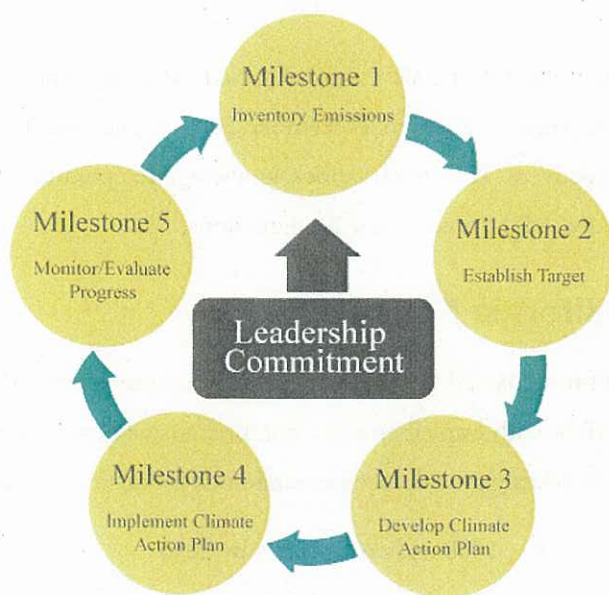 Milestone 1
Inventory Emissions
Milestone 2
Establish Target
Milestone 3
Develop Climate
Action Plan
Milestone 4
Implement Climate
Action Plan
Milestone 5
Monitor/Evaluate
Progress
Leadership
Commitment